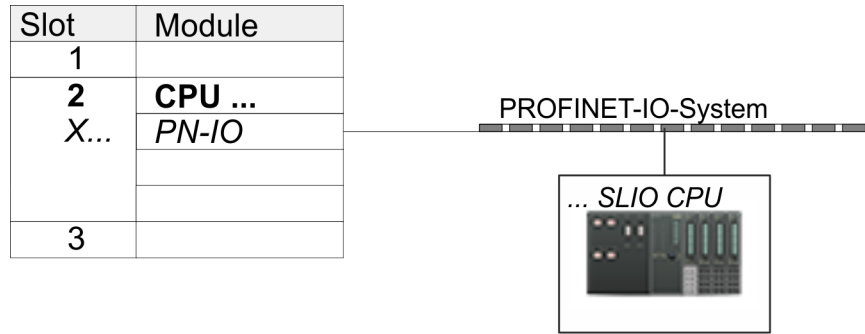 Slot Module
1
2 CPU ...
X... PN-IO
3
PROFINET-IO-System
... SLIO CPU